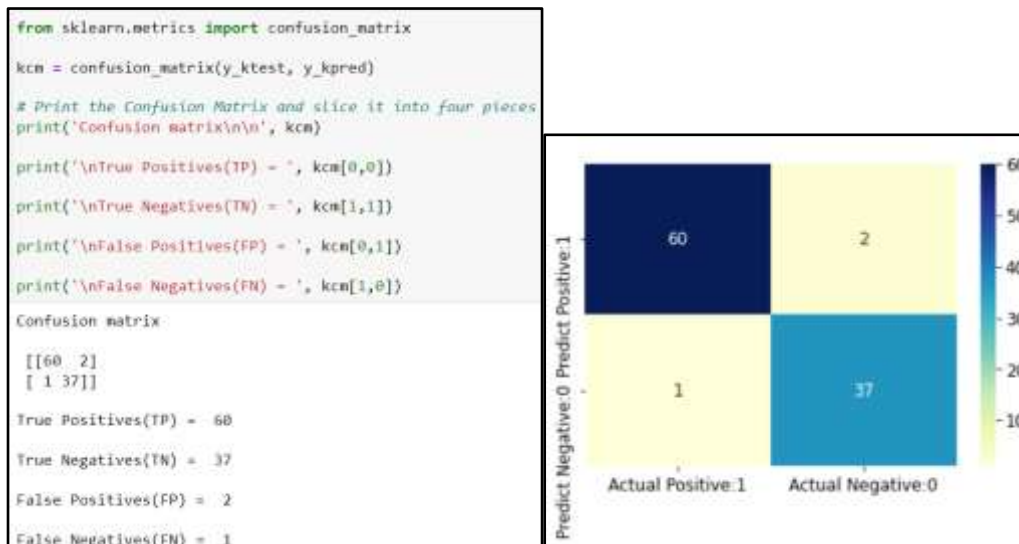 from sklearn.metrics import confusion_matrix
kcm = confusion_matrix(y_ktest, y_kpred)
# Print the Confusion Matrix and slice it into four pieces
print('Confusion matrix\n\n', kcm)
print('\nTrue Positives(TP) = ', kcm[0,0])
print('\nTrue Negatives(TN) = ', kcm[1,1])
print('\nFalse Positives(FP) = ', kcm[0,1])
print('\nFalse Negatives(FN) = ', kcm[1,0])
Confusion matrix
[[60 2]
[ 1 37]]
True Positives(TP) = 60
True Negatives(TN) = 37
False Positives(FP) = 2
False Negatives(FN) = 1
60 2
1 37
Predict Negative:0 Predict Positive:1
Actual Positive:1 Actual Negative:0
60
40
30
20
10